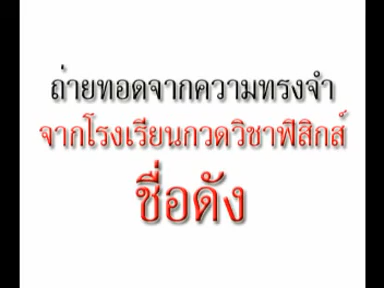 ถ่ายทอดจากความทรงจำ
จากโรงเรียนกวดวิชาฟิสิกส์
ชื่อดัง